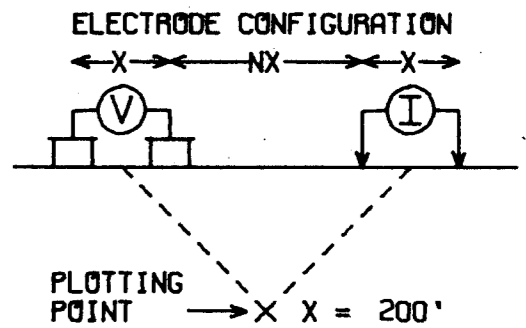 ELECTRODE CONFIGURATION
X NX X
V I
PLOTTING
POINT X X = 200'